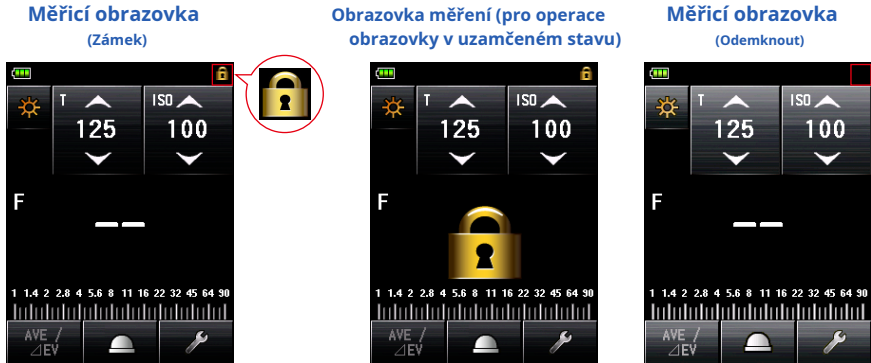 Měřicí obrazovka
(Zámek)
T
125
ISO
100
F
1 1.4 2 2.8 4 5.6 8 11 16 22 32 45 64 90
AVE /
⊿EV
Obrazovka měření (pro operace
obrazovky v uzamčeném stavu)
T
125
ISO
100
F
1 1.4 2 2.8 4 5.6 8 11 16 22 32 45 64 90
AVE /
⊿EV
Měřicí obrazovka
(Odemknout)
T
125
ISO
100
F
1 1.4 2 2.8 4 5.6 8 11 16 22 32 45 64 90
AVE /
⊿EV